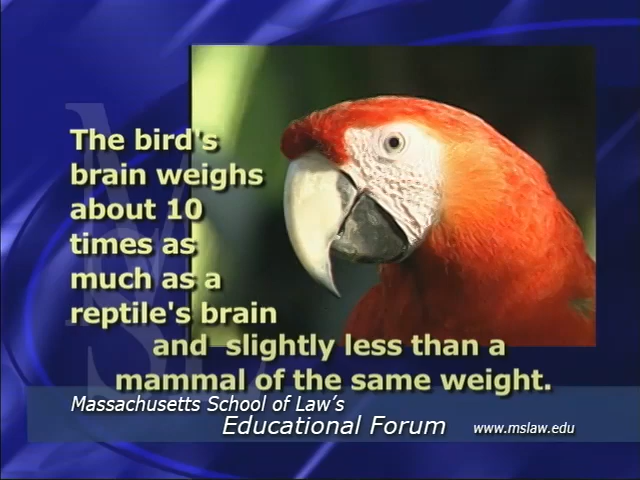 The bird's
brain weighs
about 10
times as
much as a
reptile's brain
and slightly less than a
mammal of the same weight.
Massachusetts School of Law's
Educational Forum
www.mslaw.edu